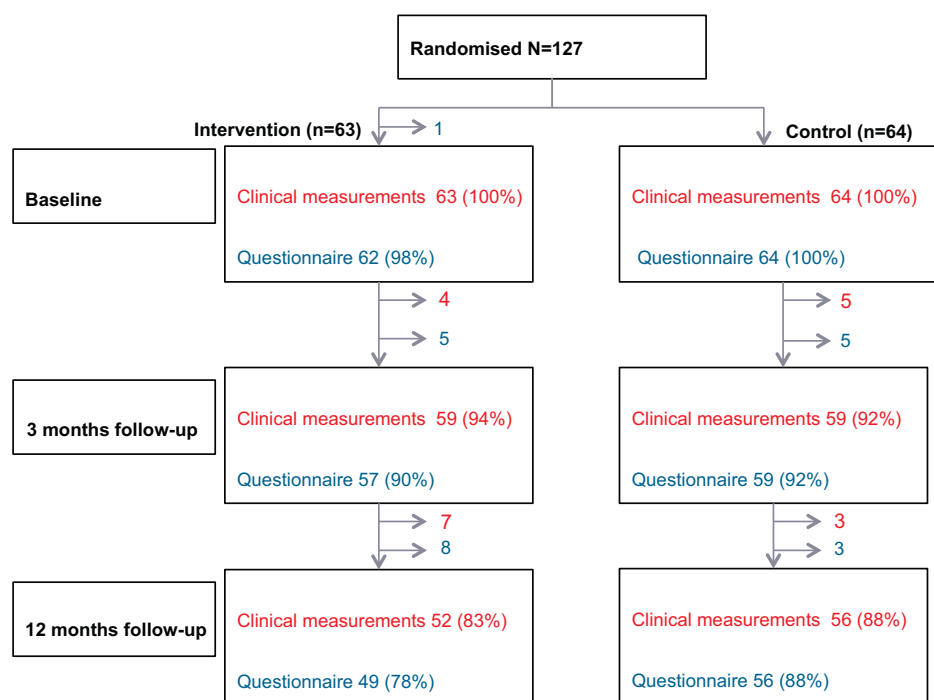 Randomised N=127
Intervention (n=63)
1
Control (n=64)
Baseline
Clinical measurements 63 (100%)
Questionnaire 62 (98%)
Clinical measurements 64 (100%)
Questionnaire 64 (100%)
4
5
5
5
3 months follow-up
Clinical measurements 59 (94%)
Questionnaire 57 (90%)
Clinical measurements 59 (92%)
Questionnaire 59 (92%)
7
8
3
3
12 months follow-up
Clinical measurements 52 (83%)
Questionnaire 49 (78%)
Clinical measurements 56 (88%)
Questionnaire 56 (88%)